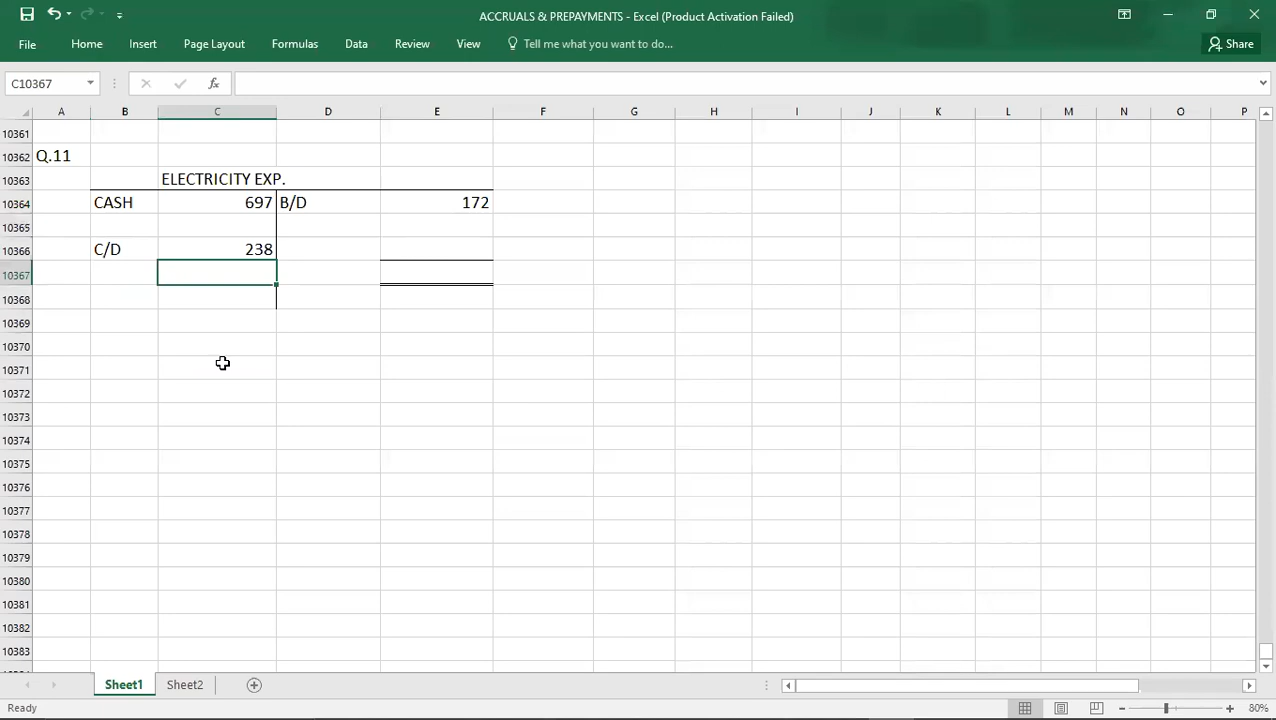 ACCRUALS & PREPAYMENTS - Excel (Product Activation Failed)
File Home Insert Page Layout Formulas Data Review View Tell me what you want to do... Share
C10367 fx
A B C D E F G H I J K L M N O P
10361
10362 Q.11
10363 ELECTRICITY EXP.
10364 CASH 697 B/D 172
10365
10366 C/D 238
10367
10368
10369
10370
10371
10372
10373
10374
10375
10376
10377
10378
10379
10380
10381
10382
10383
Sheet1 Sheet2
Ready 80%